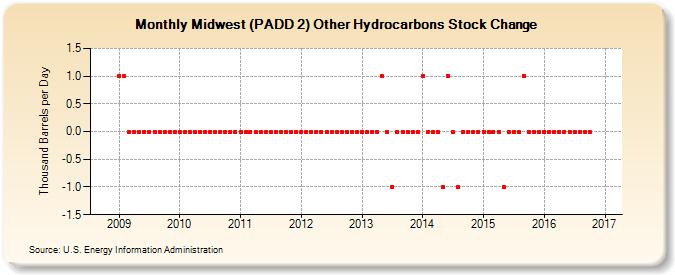 Monthly Midwest (PADD 2) Other Hydrocarbons Stock Change
Thousand Barrels per Day
1.5
1.0
0.5
0.0
-0.5
-1.0
-1.5
2009 2010 2011 2012 2013 2014 2015 2016 2017
Source: U.S. Energy Information Administration